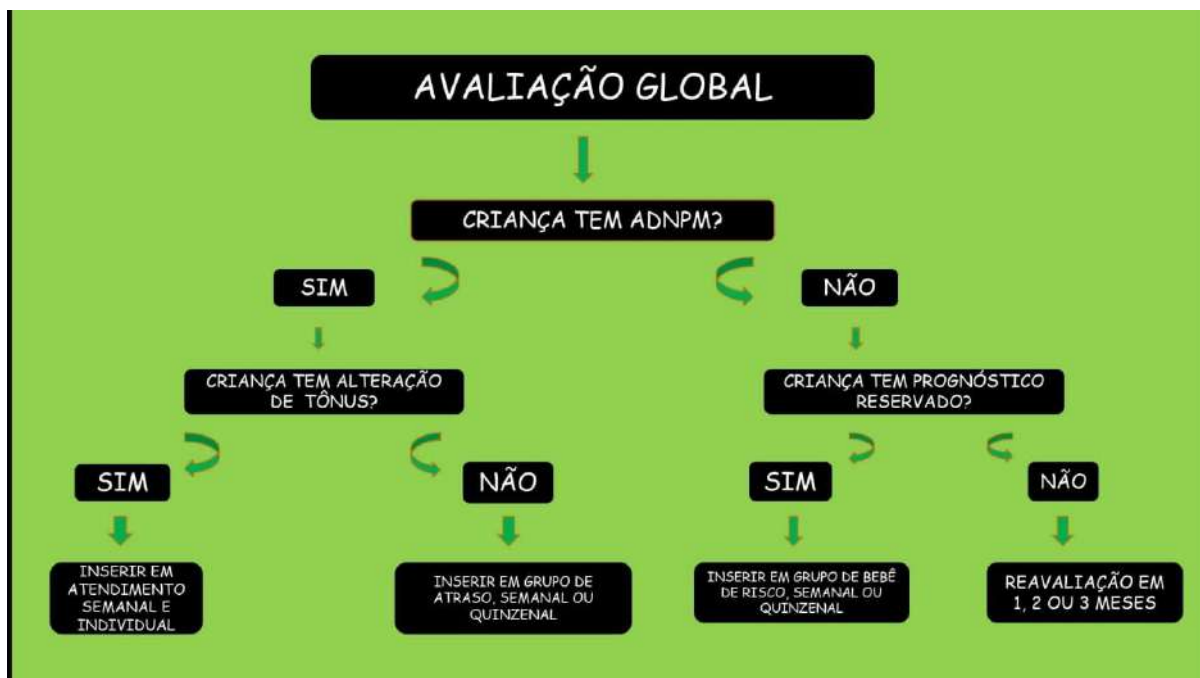 AVALIAÇÃO GLOBAL
CRIANÇA TEM ADNPM?
SIM
NÃO
CRIANÇA TEM ALTERAÇÃO
DE TÔNUS?
CRIANÇA TEM PROGNÓSTICO
RESERVADO?
SIM
NÃO
SIM
NÃO
INSERIR EM
ATENDIMENTO
SEMANAL E
INDIVIDUAL
INSERIR EM GRUPO DE
ATRASO, SEMANAL OU
QUINZENAL
INSERIR EM GRUPO DE BEBÊ
DE RISCO, SEMANAL OU
QUINZENAL
REAVALIAÇÃO EM
1, 2 OU 3 MESES